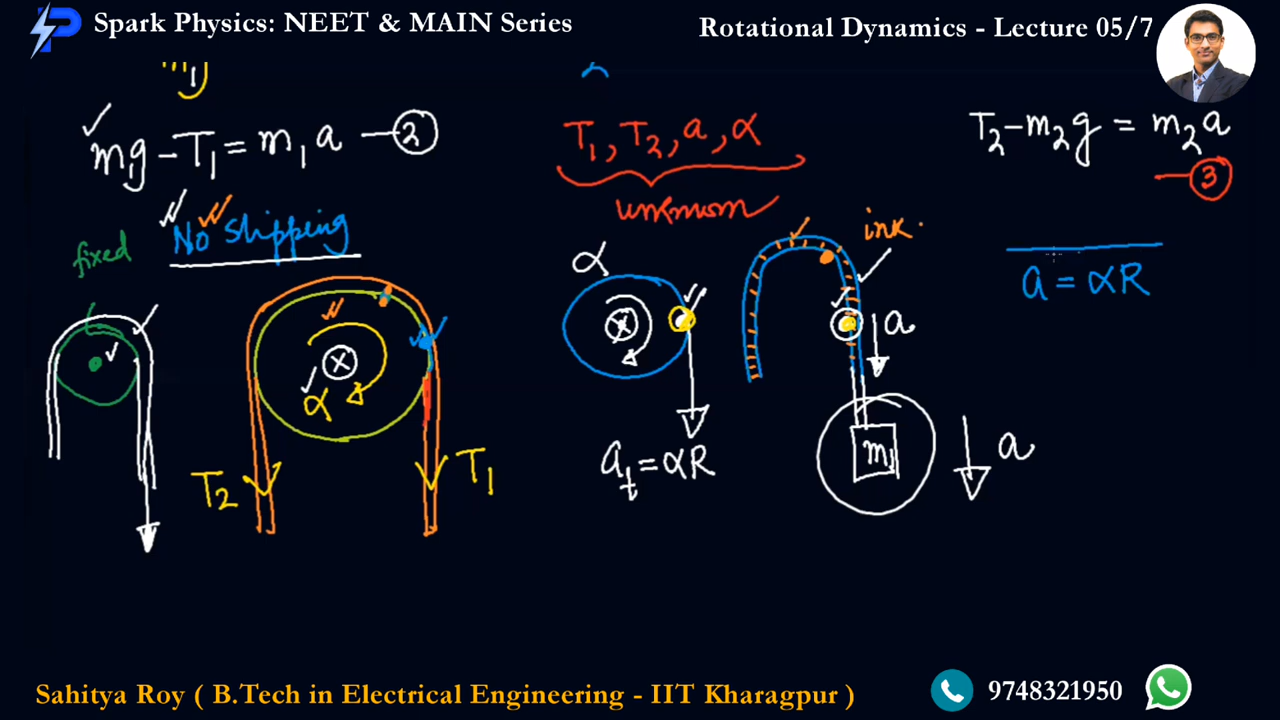 Spark Physics: NEET & MAIN Series
Rotational Dynamics - Lecture 05/7
m₁g - T₁ = m₁a —②
T₁, T₂, a, α
unknown
T₂ - m₂g = m₂a
—③
No slipping
fixed
α
ink
a = αR
a
α
T₂
T₁
aₜ = αR
m₁
a
Sahitya Roy ( B.Tech in Electrical Engineering - IIT Kharagpur )
9748321950